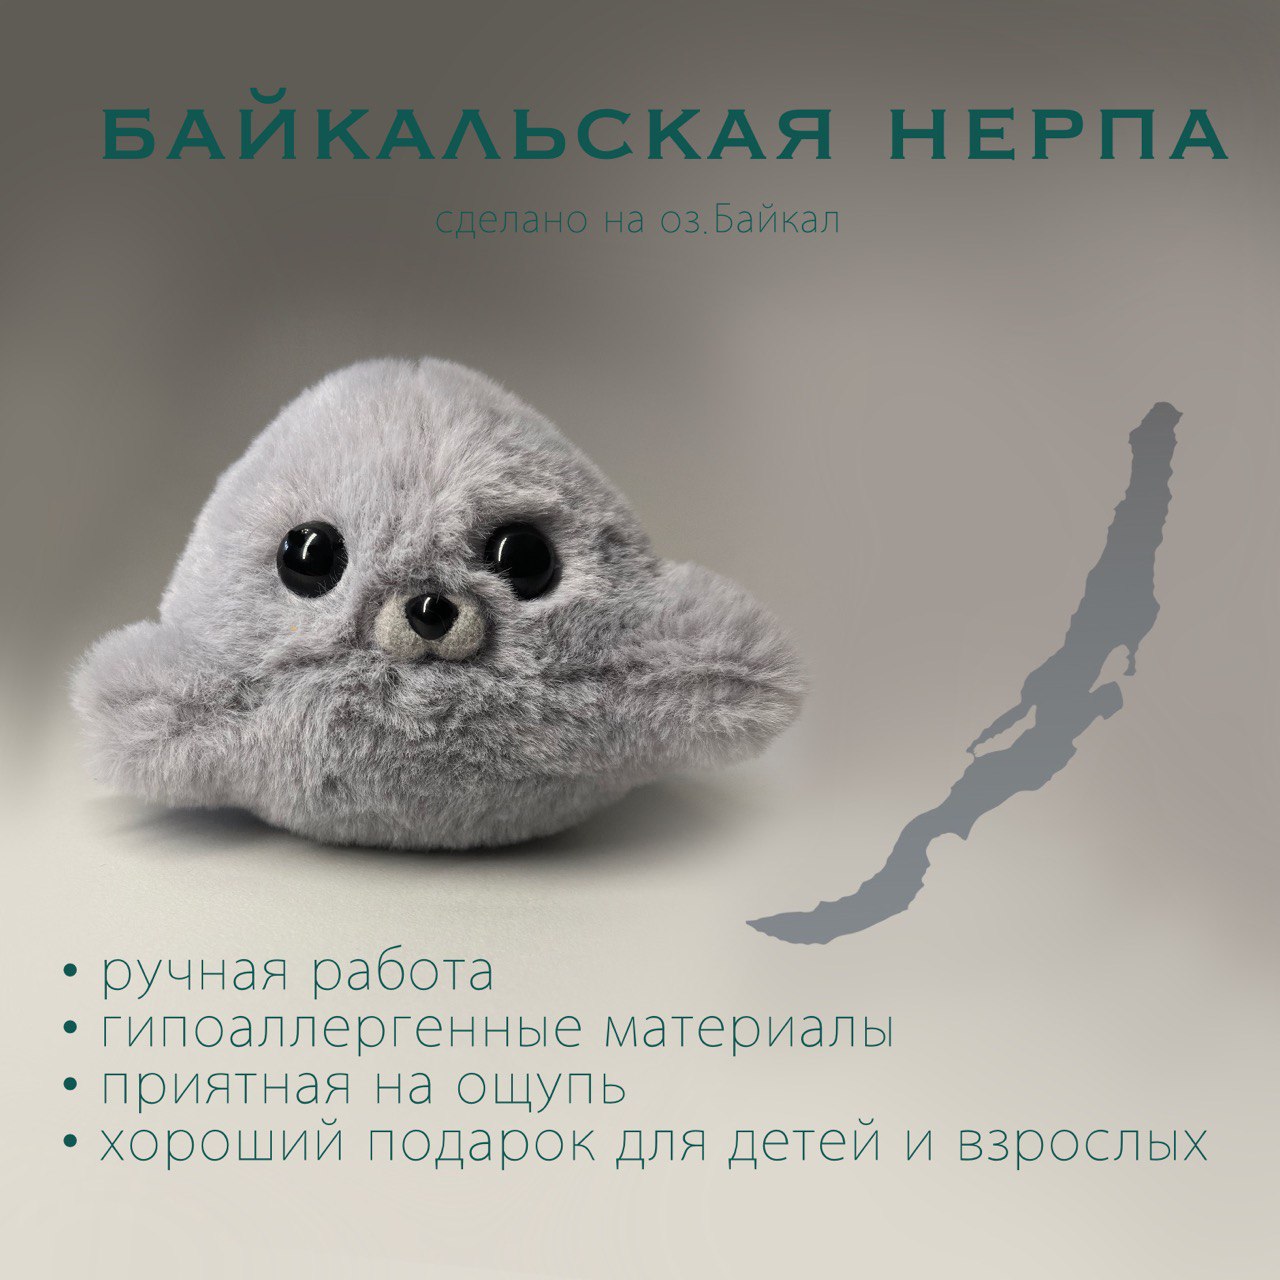 БАЙКАЛЬСКАЯ НЕРПА
сделано на оз.Байкал
• ручная работа
• гипоаллергенные материалы
• приятная на ощупь
• хороший подарок для детей и взрослых